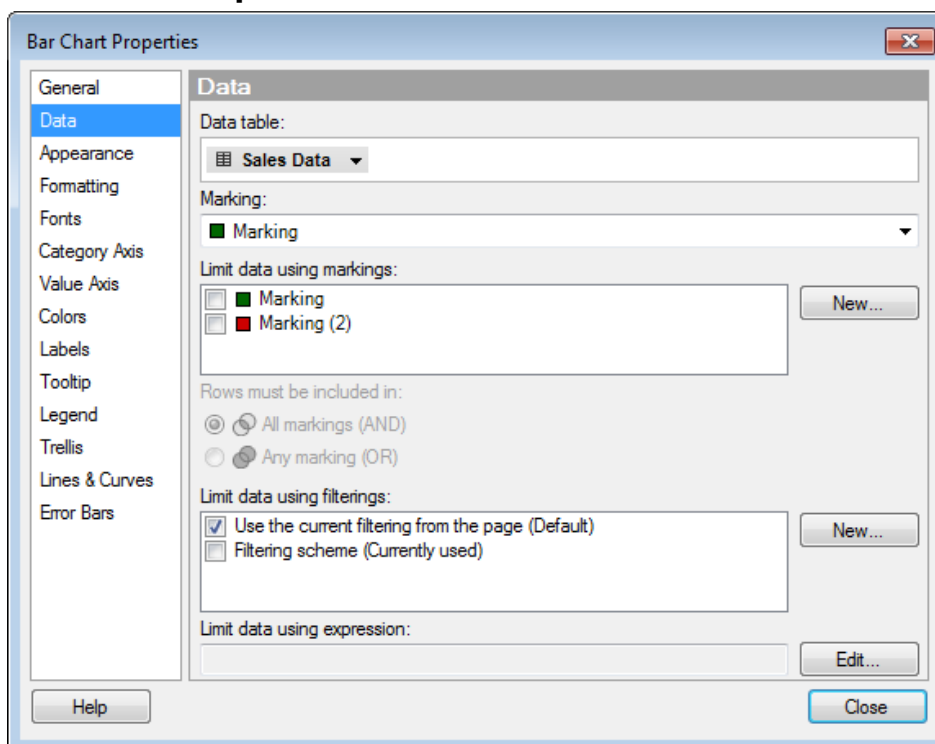 Bar Chart Properties
General
Data
Appearance
Formatting
Fonts
Category Axis
Value Axis
Colors
Labels
Tooltip
Legend
Trellis
Lines & Curves
Error Bars
Data
Data table:
Sales Data
Marking:
Marking
Limit data using markings:
Marking
Marking (2)
New...
Rows must be included in:
All markings (AND)
Any marking (OR)
Limit data using filterings:
Use the current filtering from the page (Default)
Filtering scheme (Currently used)
New...
Limit data using expression:
Edit...
Help
Close